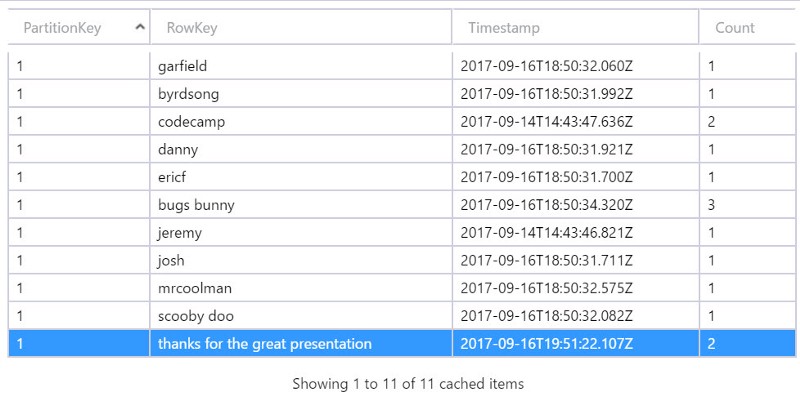 PartitionKey RowKey Timestamp Count
1 garfield 2017-09-16T18:50:32.060Z 1
1 byrdsong 2017-09-16T18:50:31.992Z 1
1 codecamp 2017-09-14T14:43:47.636Z 2
1 danny 2017-09-16T18:50:31.921Z 1
1 ericf 2017-09-16T18:50:31.700Z 1
1 bugs bunny 2017-09-16T18:50:34.320Z 3
1 jeremy 2017-09-14T14:43:46.821Z 1
1 josh 2017-09-16T18:50:31.711Z 1
1 mrcoolman 2017-09-16T18:50:32.575Z 1
1 scooby doo 2017-09-16T18:50:32.082Z 1
1 thanks for the great presentation 2017-09-16T19:51:22.107Z 2
Showing 1 to 11 of 11 cached items